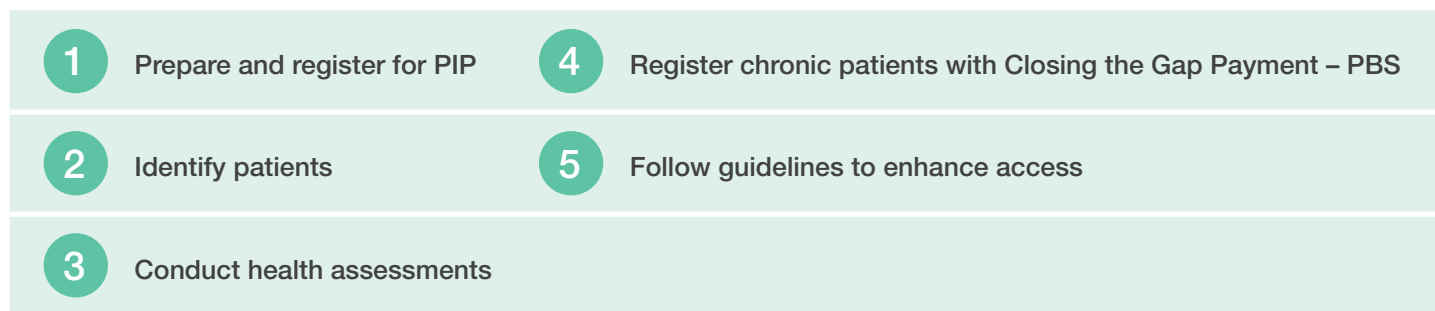 1 Prepare and register for PIP
2 Identify patients
3 Conduct health assessments
4 Register chronic patients with Closing the Gap Payment – PBS
5 Follow guidelines to enhance access